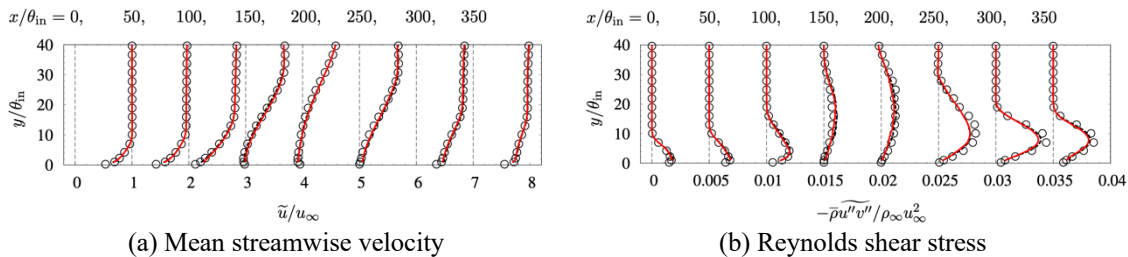 x/θin = 0, 50, 100, 150, 200, 250, 300, 350
40
30
20
10
0
y/θin
0 1 2 3 4 5 6 7 8
ũ/u∞
(a) Mean streamwise velocity
x/θin = 0, 50, 100, 150, 200, 250, 300, 350
40
30
20
10
0
y/θin
0 0.005 0.01 0.015 0.02 0.025 0.03 0.035 0.04
−ρ̅u″v″/ρ∞u²∞
(b) Reynolds shear stress